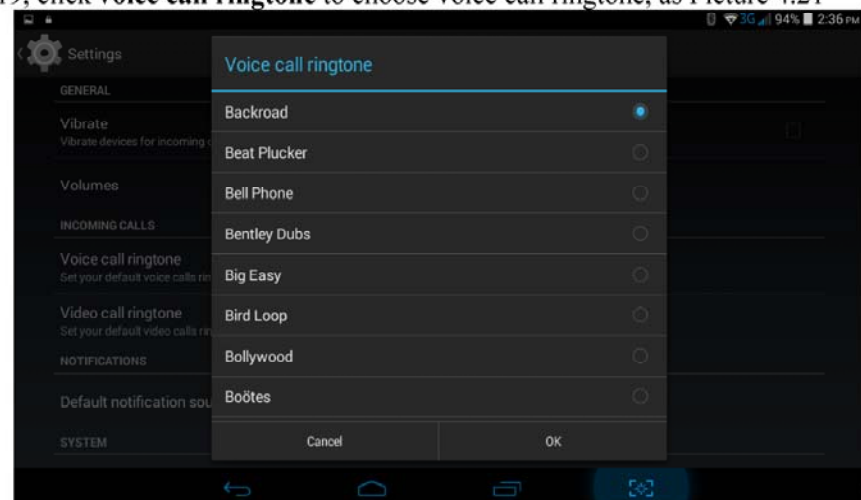 19, click voice call ringtone to choose voice call ringtone, as Picture 4.21
3G 94% 2:36 PM
Settings
Voice call ringtone
GENERAL
Backroad
Vibrate
Vibrate devices for incoming
Beat Plucker
Volumes
Bell Phone
INCOMING CALLS
Bentley Dubs
Voice call ringtone
Set your default voice calls
Big Easy
Video call ringtone
Set your default video calls
Bird Loop
NOTIFICATIONS
Bollywood
Default notification sou
Boötes
SYSTEM
Cancel OK